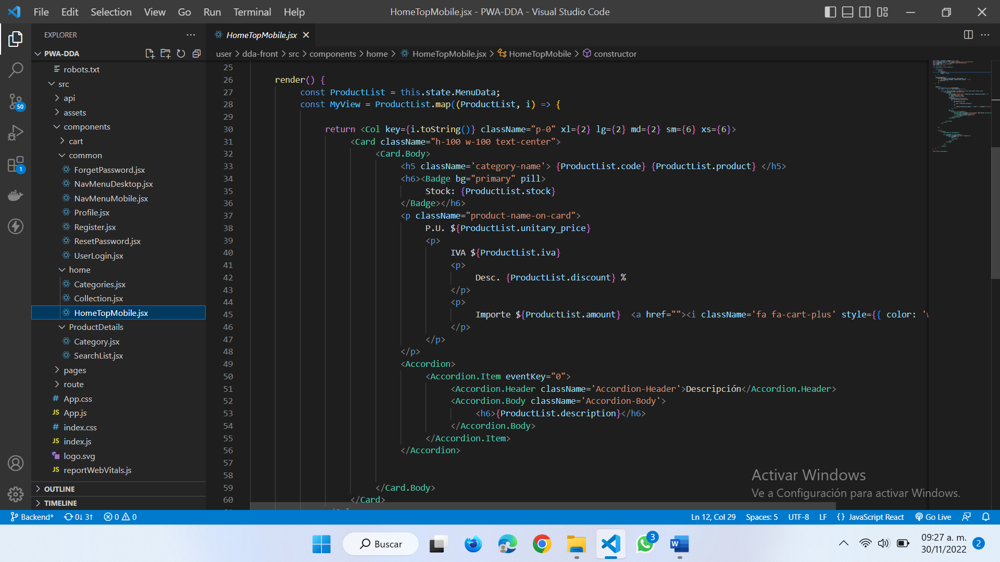 File Edit Selection View Go Run Terminal Help
HomeTopMobile.jsx - PWA-DDA - Visual Studio Code
EXPLORER
PWA-DDA
robots.txt
src
api
assets
components
cart
common
ForgetPassword.jsx
NavMenuDesktop.jsx
NavMenuMobile.jsx
Profile.jsx
Register.jsx
ResetPassword.jsx
UserLogin.jsx
home
Categories.jsx
Collection.jsx
HomeTopMobile.jsx
ProductDetails
Category.jsx
SearchList.jsx
pages
route
# App.css
JS App.js
# index.css
JS index.js
logo.svg
JS reportWebVitals.js
OUTLINE
TIMELINE
50
1
HomeTopMobile.jsx
user > dda-front > src > components > home > HomeTopMobile.jsx > HomeTopMobile > constructor
25
26 render() {
27 const ProductList = this.state.MenuData;
28 const MyView = ProductList.map((ProductList, i) => {
29
30 return <Col key={i.toString()} className="p-0" xl={2} lg={2} md={2} sm={6} xs={6}>
31 <Card className="h-100 w-100 text-center">
32 <Card.Body>
33 <h5 className='category-name'> {ProductList.code} {ProductList.product} </h5>
34 <h6><Badge bg="primary" pill>
35 Stock: {ProductList.stock}
36 </Badge></h6>
37 <p className="product-name-on-card">
38 P.U. ${ProductList.unitary_price}
39 <p>
40 IVA ${ProductList.iva}
41 <p>
42 Desc. {ProductList.discount} %
43 </p>
44 <p>
45 Importe ${ProductList.amount} <a href=""><i className='fa fa-cart-plus' style={{ color: '
46 </p>
47 </p>
48 </p>
49 <Accordion>
50 <Accordion.Item eventKey="0">
51 <Accordion.Header className='Accordion-Header'>Descripción</Accordion.Header>
52 <Accordion.Body className='Accordion-Body'>
53 <h6>{ProductList.description}</h6>
54 </Accordion.Body>
55 </Accordion.Item>
56 </Accordion>
57
58
59 </Card.Body>
60 </Card>
Activar Windows
Ve a Configuración para activar Windows.
Backend* 0↓ 3↑ 0 0
Ln 12, Col 29 Spaces: 5 UTF-8 LF {} JavaScript React Go Live
Buscar
3
09:27 a. m.
30/11/2022
2